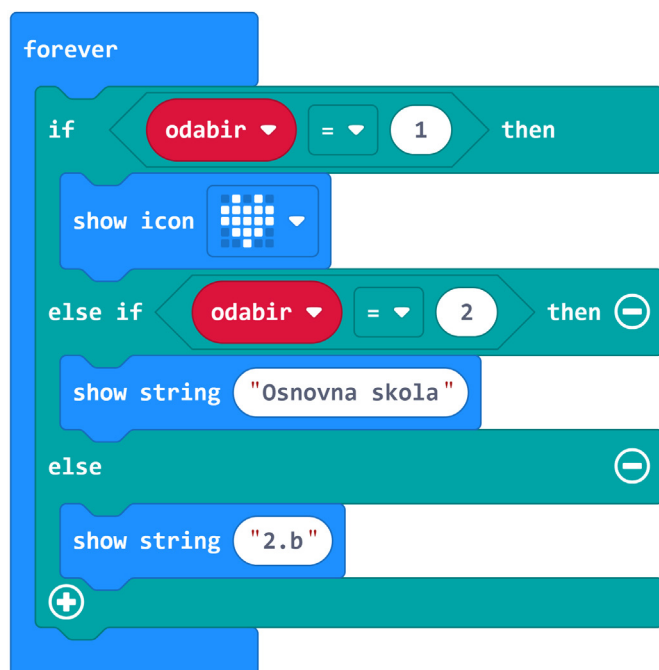 forever
if odabir = 1 then
show icon
else if odabir = 2 then
show string "Osnovna skola"
else
show string "2.b"